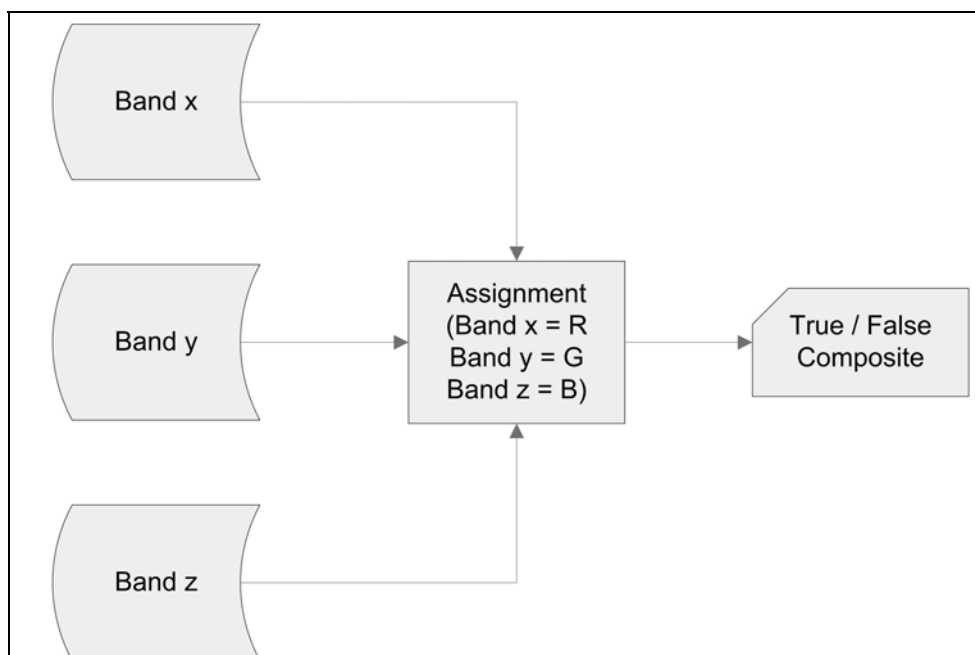 Band x
Band y
Assignment
(Band x = R
Band y = G
Band z = B)
True / False
Composite
Band z